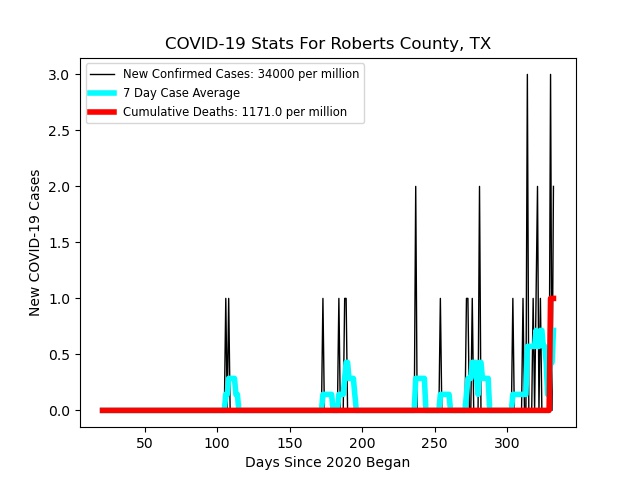 COVID-19 Stats For Roberts County, TX
New Confirmed Cases: 34000 per million
7 Day Case Average
Cumulative Deaths: 1171.0 per million
New COVID-19 Cases
3.0
2.5
2.0
1.5
1.0
0.5
0.0
50 100 150 200 250 300
Days Since 2020 Began